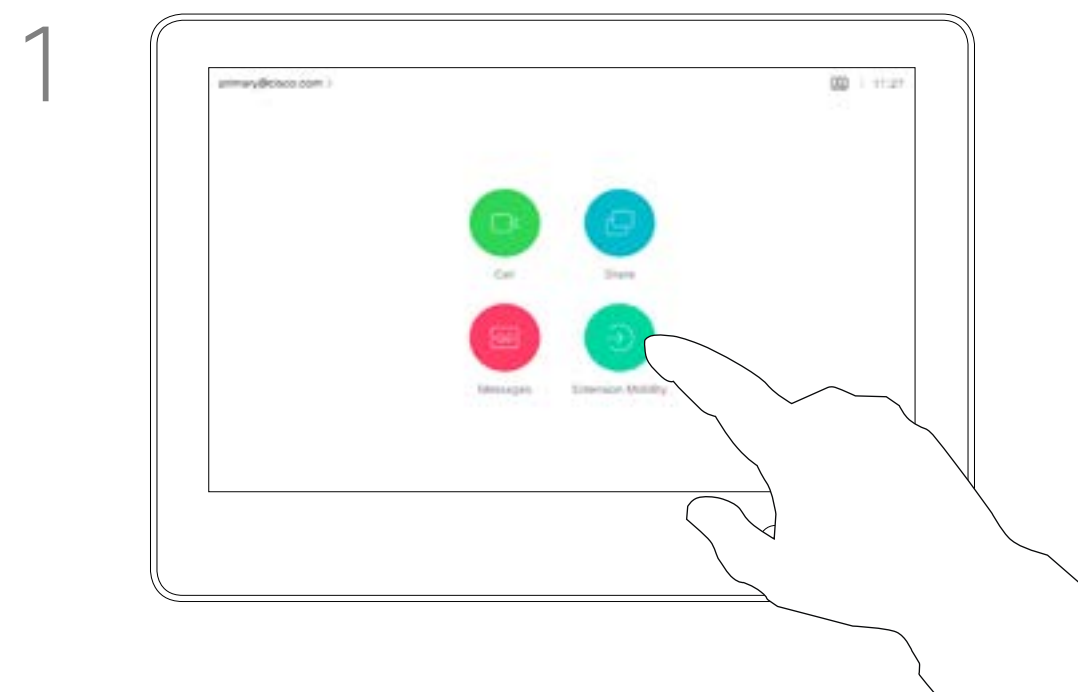 1
primary@cisco.com >
11:27
Call
Share
Messages
Extension Mobility